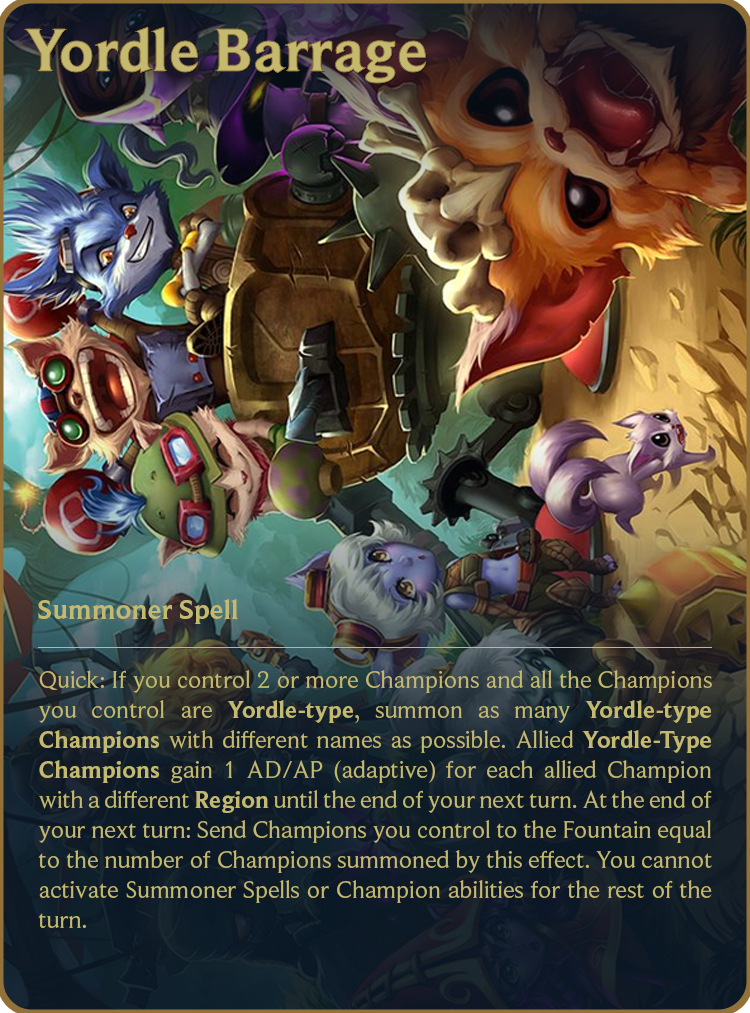 Yordle Barrage
Summoner Spell
Quick: If you control 2 or more Champions and all the Champions
you control are Yordle-type, summon as many Yordle-type
Champions with different names as possible. Allied Yordle-Type
Champions gain 1 AD/AP (adaptive) for each allied Champion
with a different Region until the end of your next turn. At the end of
your next turn: Send Champions you control to the Fountain equal
to the number of Champions summoned by this effect. You cannot
activate Summoner Spells or Champion abilities for the rest of the
turn.